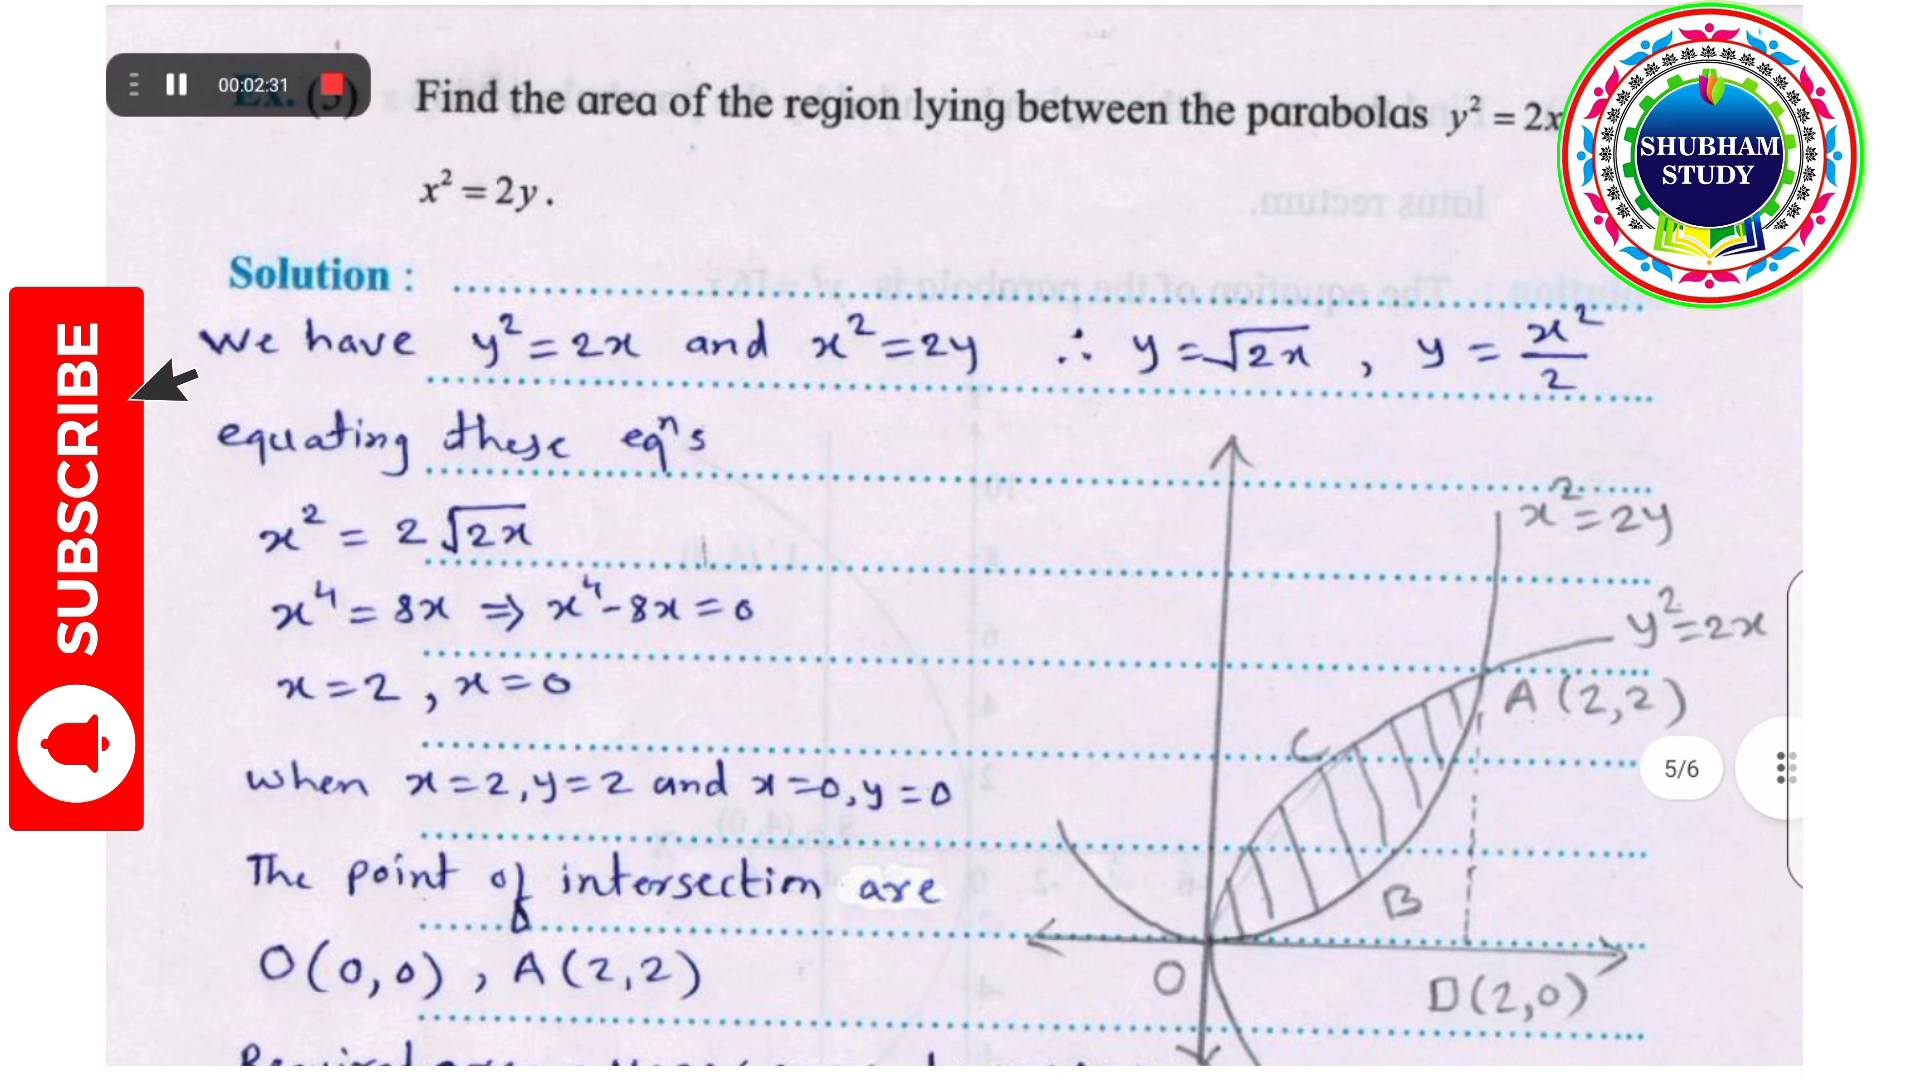 00:02:31
Ex. (3) Find the area of the region lying between the parabolas y² = 2x
x² = 2y.
SHUBHAM
STUDY
Solution :
We have y² = 2x and x² = 2y ∴ y = √2x , y = x²/2
equating these eqⁿs
x² = 2√2x
x⁴ = 8x ⇒ x⁴ - 8x = 0
x = 2 , x = 0
when x = 2, y = 2 and x = 0, y = 0
The point of intersection are
O(0,0) , A(2,2)
x² = 2y
y² = 2x
A (2,2)
C
B
O
D(2,0)
5/6
SUBSCRIBE